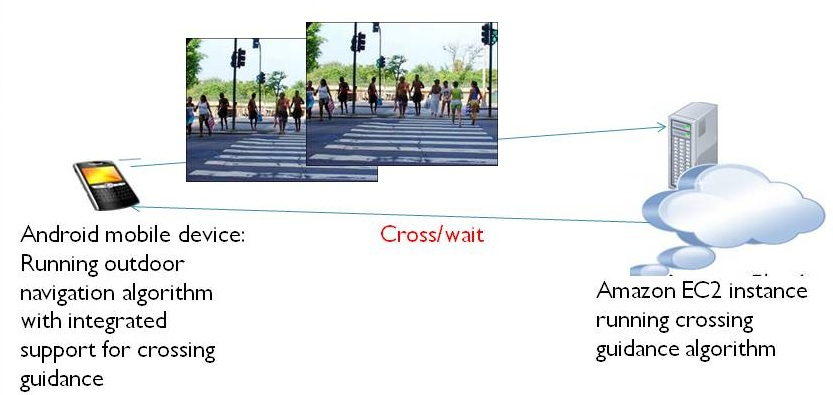 Android mobile device:
Running outdoor
navigation algorithm
with integrated
support for crossing
guidance
Cross/wait
Amazon EC2 instance
running crossing
guidance algorithm